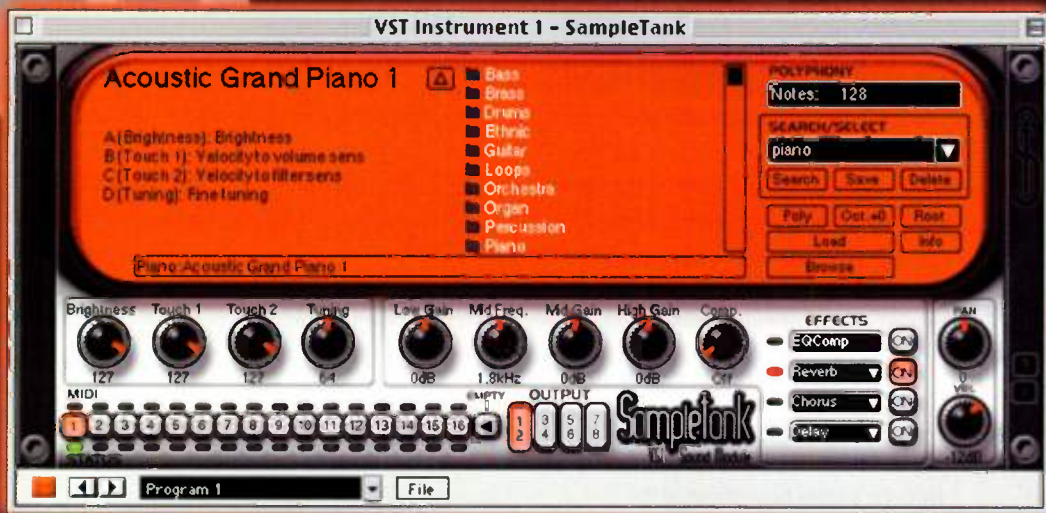 VST Instrument 1 - SampleTank
Acoustic Grand Piano 1
A (Brightness): Brightness
B (Touch 1): Velocity to volume sens
C (Touch 2): Velocity to filter sens
D (Tuning): Fine tuning
Piano:Acoustic Grand Piano 1
Bass
Brass
Drums
Ethnic
Guitar
Loops
Orchestra
Organ
Percussion
Piano
POLYPHONY
Notes: 128
SEARCH/SELECT
piano
Search Save Delete
Poly Oct.+0 Root
Load Info
Browse
Brightness Touch 1 Touch 2 Tuning Low Gain Mid Freq. Mid Gain High Gain Comp.
127 127 127 64 0dB 1.8kHz 0dB 0dB Off
EFFECTS
EQComp ON
Reverb ON
Chorus ON
Delay ON
PAN
0
VOL
-12dB
MIDI
1 2 3 4 5 6 7 8 9 10 11 12 13 14 15 16
STATUS
EMPTY
OUTPUT
1 2 3 4 5 6 7 8
SampleTank
VST Sound Module
Program 1 File